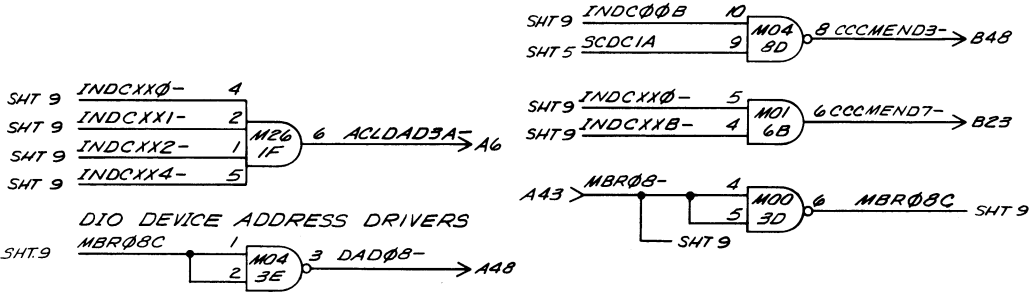 SHT 9 INDCXXØ- 4
SHT 9 INDCXX1- 2
SHT 9 INDCXX2- 1
SHT 9 INDCXX4- 5
M26
1F
6 ACLDAD3A- A6
DIO DEVICE ADDRESS DRIVERS
SHT.9 MBRØ8C 1
2
M04
3E
3 DADØ8- A48
SHT 9 INDCØØB 10
SHT 5 SCDC1A 9
M04
8D
8 CCCMEND3- B48
SHT 9 INDCXXØ- 5
SHT 9 INDCXXB- 4
M01
6B
6 CCCMEND7- B23
A43 MBRØ8- 4
5
M00
3D
6 MBRØ8C SHT 9
SHT 9